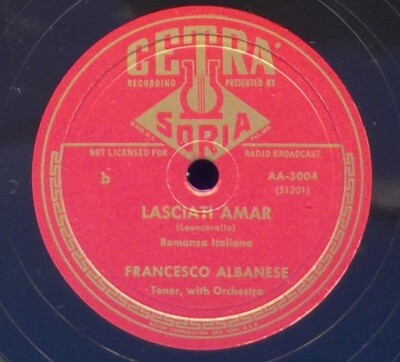 CETRA
RECORDING PRESENTED BY
SORIA
NOT LICENSED FOR RADIO BROADCAST
b AA-3004
(51201)
LASCIATI AMAR
(Leoncavallo)
Romanza Italiana
FRANCESCO ALBANESE
Tenor, with Orchestra